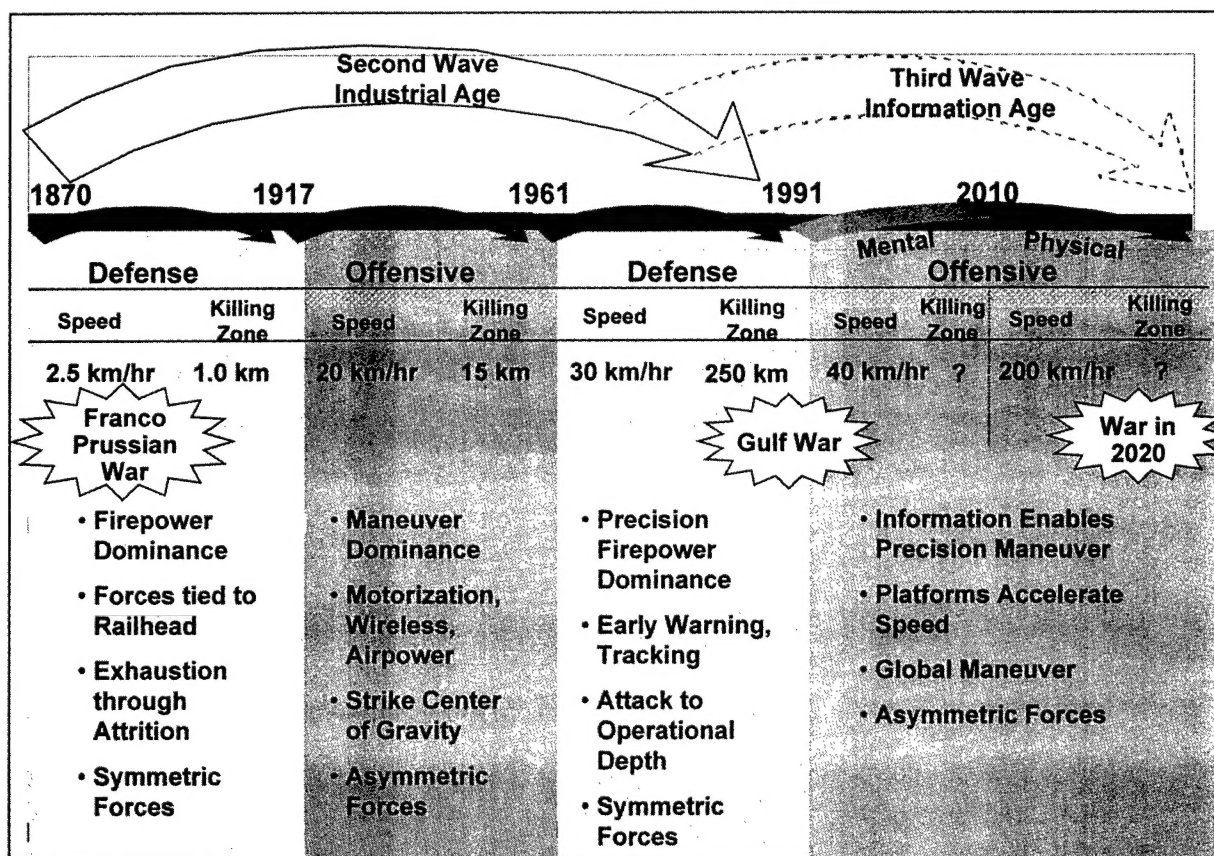 Second Wave
Industrial Age
Third Wave
Information Age
1870
1917
1961
1991
2010
Mental
Physical
Defense
Offensive
Defense
Offensive
Speed
Killing
Zone
Speed
Killing
Zone
Speed
Killing
Zone
Speed
Killing
Zone
Speed
Killing
Zone
2.5 km/hr
1.0 km
20 km/hr
15 km
30 km/hr
250 km
40 km/hr
?
200 km/hr
?
Franco
Prussian
War
Gulf War
War in
2020
• Firepower
Dominance
• Forces tied to
Railhead
• Exhaustion
through
Attrition
• Symmetric
Forces
• Maneuver
Dominance
• Motorization,
Wireless,
Airpower
• Strike Center
of Gravity
• Asymmetric
Forces
• Precision
Firepower
Dominance
• Early Warning,
Tracking
• Attack to
Operational
Depth
• Symmetric
Forces
• Information Enables
Precision Maneuver
• Platforms Accelerate
Speed
• Global Maneuver
• Asymmetric Forces